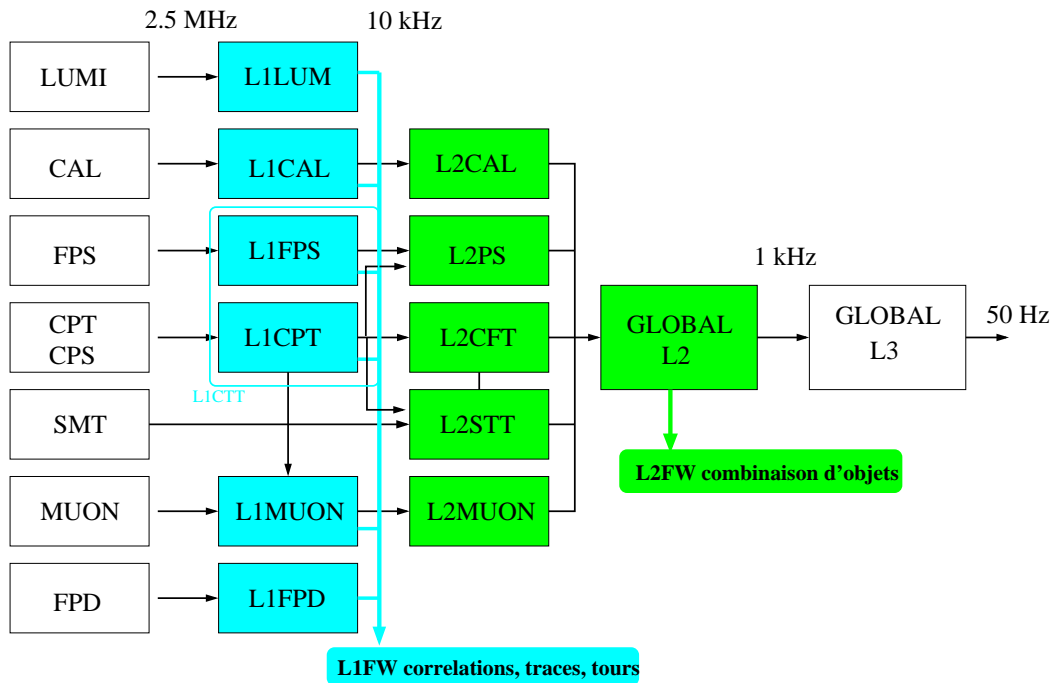 2.5 MHz
10 kHz
LUMI
L1LUM
CAL
L1CAL
L2CAL
FPS
L1FPS
L2PS
1 kHz
CPT
CPS
L1CPT
L2CFT
GLOBAL
L2
GLOBAL
L3
50 Hz
L1CTT
SMT
L2STT
L2FW combinaison d'objets
MUON
L1MUON
L2MUON
FPD
L1FPD
L1FW correlations, traces, tours